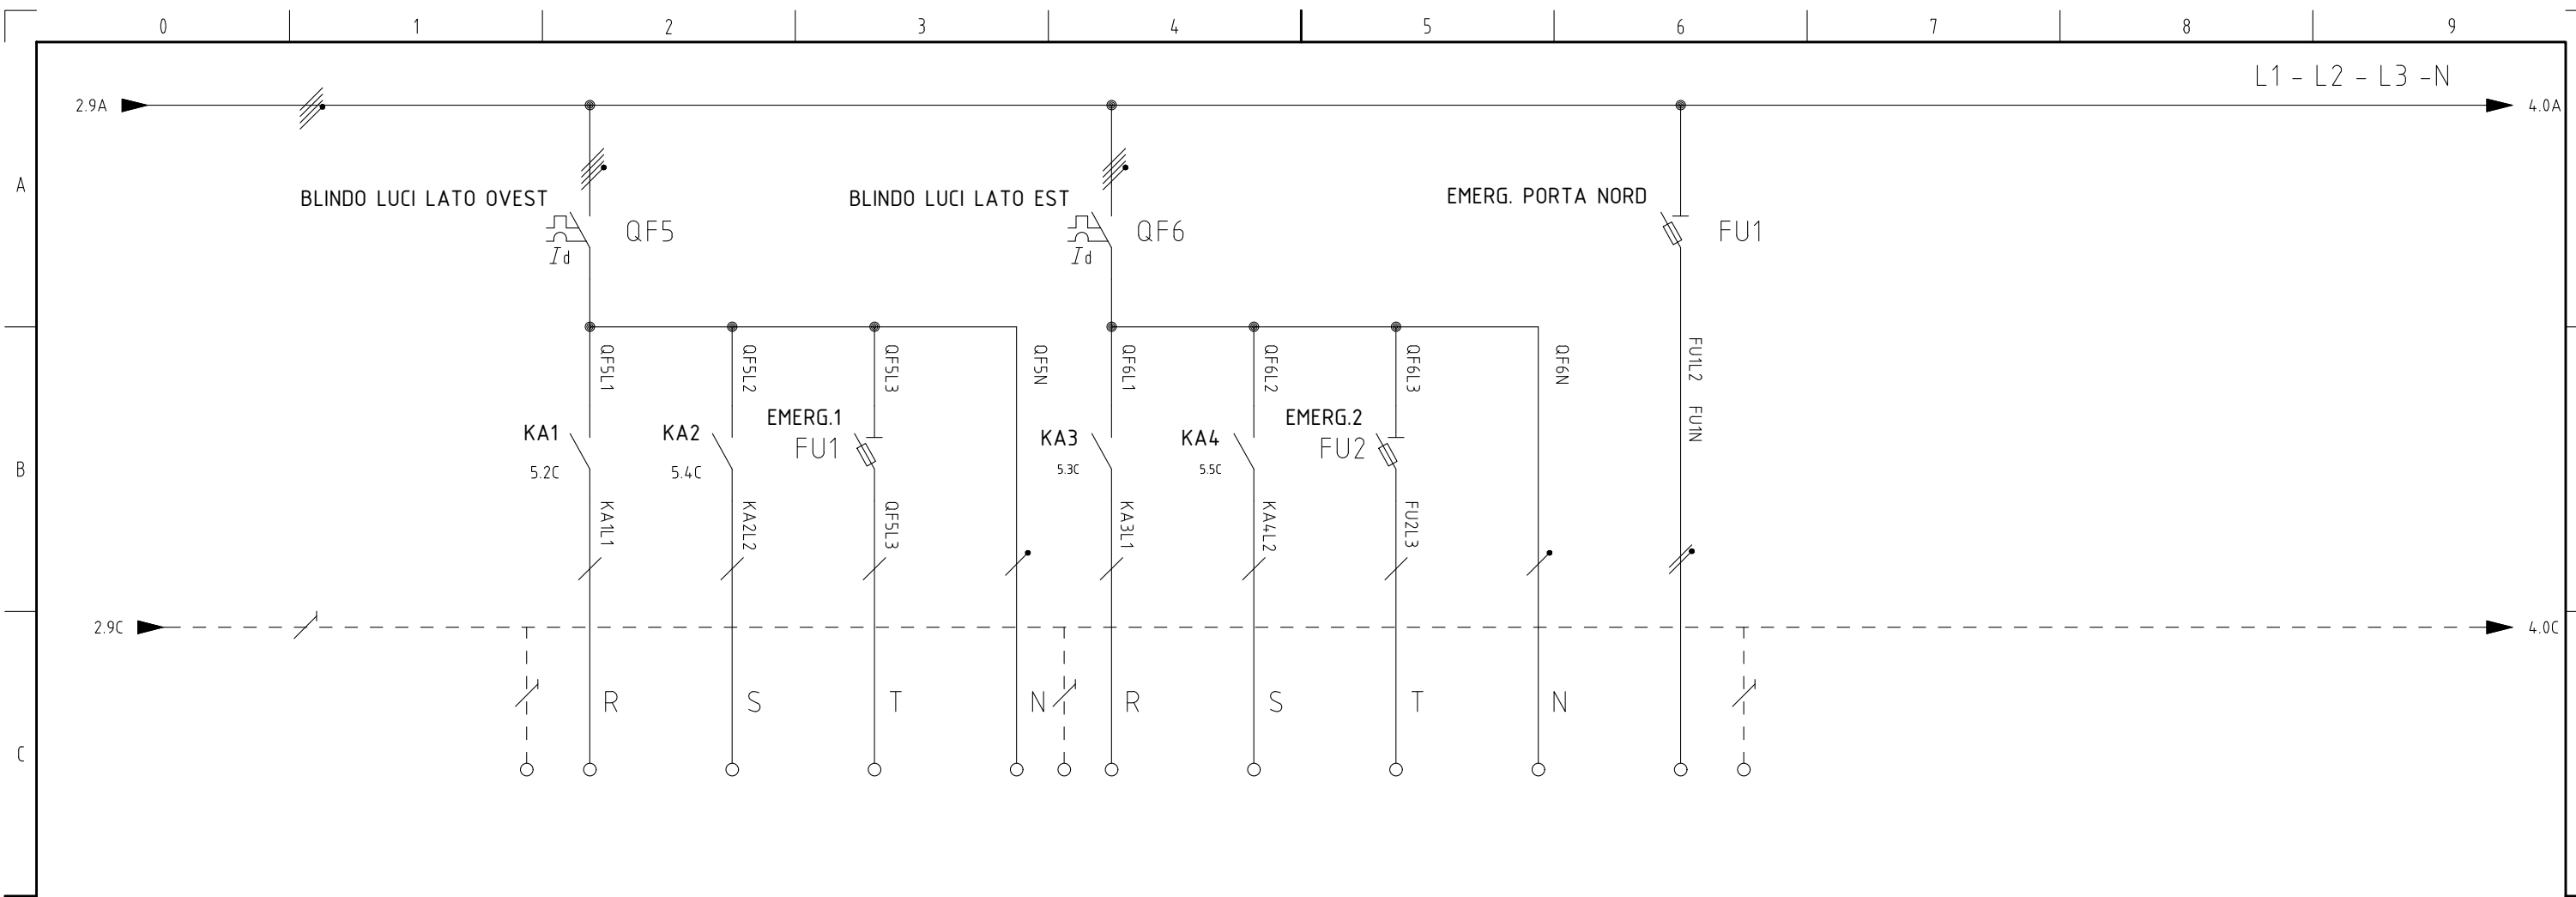 0 1 2 3 4 5 6 7 8 9
L1 - L2 - L3 -N
2.9A 4.0A
A
BLINDO LUCI LATO OVEST
QF5
Id
BLINDO LUCI LATO EST
QF6
Id
EMERG. PORTA NORD
FU1
QF5L1
QF5L2
QF5L3
QF5N
QF6L1
QF6L2
QF6L3
QF6N
FU1L2 FU1N
B
KA1
5.2C
KA2
5.4C
EMERG.1
FU1
KA3
5.3C
KA4
5.5C
EMERG.2
FU2
KA1L1
KA2L2
QF5L3
KA3L1
KA4L2
FU2L3
2.9C 4.0C
R S T N R S T N
C